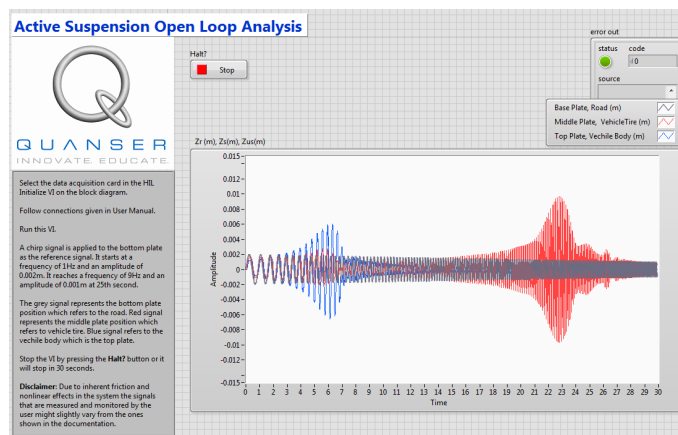 Active Suspension Open Loop Analysis
QUANSER
INNOVATE. EDUCATE.
Select the data acquisition card in the HIL
Initialize VI on the block diagram.
Follow connections given in User Manual.
Run this VI.
A chirp signal is applied to the bottom plate
as the reference signal. It starts at a
frequency of 1Hz and an amplitude of
0.002m. It reaches a frequency of 9Hz and an
amplitude of 0.001m at 25th second.
The grey signal represents the bottom plate
position which refers to the road. Red signal
represents the middle plate position which
refers to vehicle tire. Blue signal refers to the
vechile body which is the top plate.
Stop the VI by pressing the Halt? button or it
will stop in 30 seconds.
Disclaimer: Due to inherent friction and
nonlinear effects in the system the signals
that are measured and monitored by the
user might slightly vary from the ones
shown in the documentation.
Halt?
Stop
error out
status code
0
source
Base Plate, Road (m)
Middle Plate, VehicleTire (m)
Top Plate, Vechile Body (m)
Zr (m), Zs(m), Zus(m)
0.015
0.012
0.01
0.008
0.006
0.004
0.002
0
-0.002
-0.004
-0.006
-0.008
-0.01
-0.012
-0.015
Amplitude
0 1 2 3 4 5 6 7 8 9 10 11 12 13 14 15 16 17 18 19 20 21 22 23 24 25 26 27 28 29 30
Time